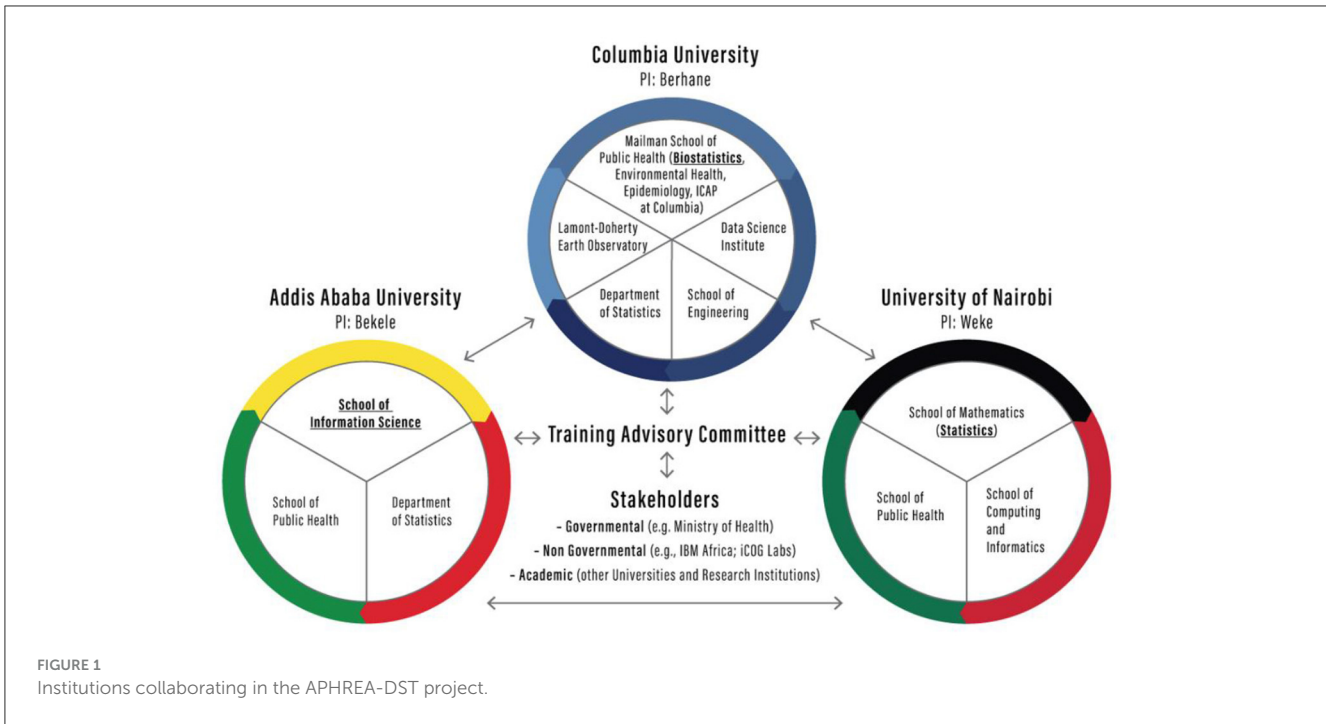 Columbia University
PI: Berhane
Mailman School of
Public Health (Biostatistics,
Environmental Health,
Epidemiology, ICAP
at Columbia)
Lamont-Doherty
Earth Observatory
Data Science
Institute
Department
of Statistics
School of
Engineering
Addis Ababa University
PI: Bekele
School of
Information Science
School of
Public Health
Department
of Statistics
University of Nairobi
PI: Weke
School of Mathematics
(Statistics)
School of
Public Health
School of
Computing
and
Informatics
Training Advisory Committee
Stakeholders
- Governmental (e.g. Ministry of Health)
- Non Governmental (e.g., IBM Africa; iCOG Labs)
- Academic (other Universities and Research Institutions)
FIGURE 1
Institutions collaborating in the APHREA-DST project.